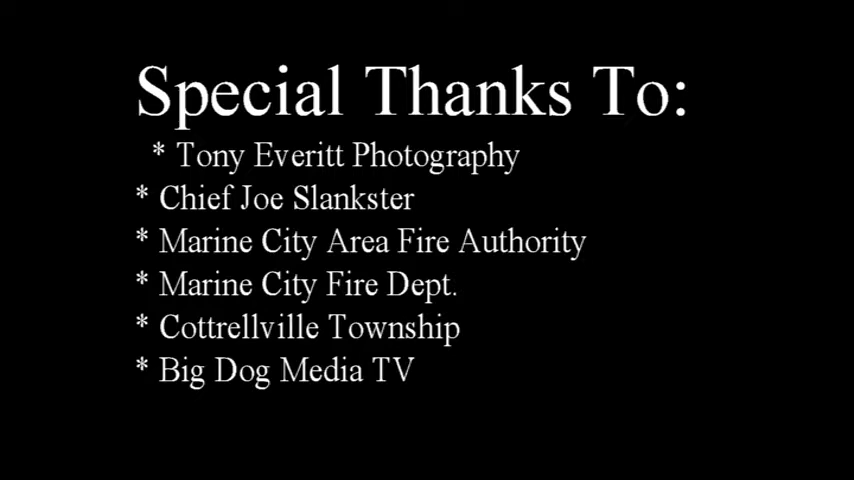 Special Thanks To:
* Tony Everitt Photography
* Chief Joe Slankster
* Marine City Area Fire Authority
* Marine City Fire Dept.
* Cottrellville Township
* Big Dog Media TV